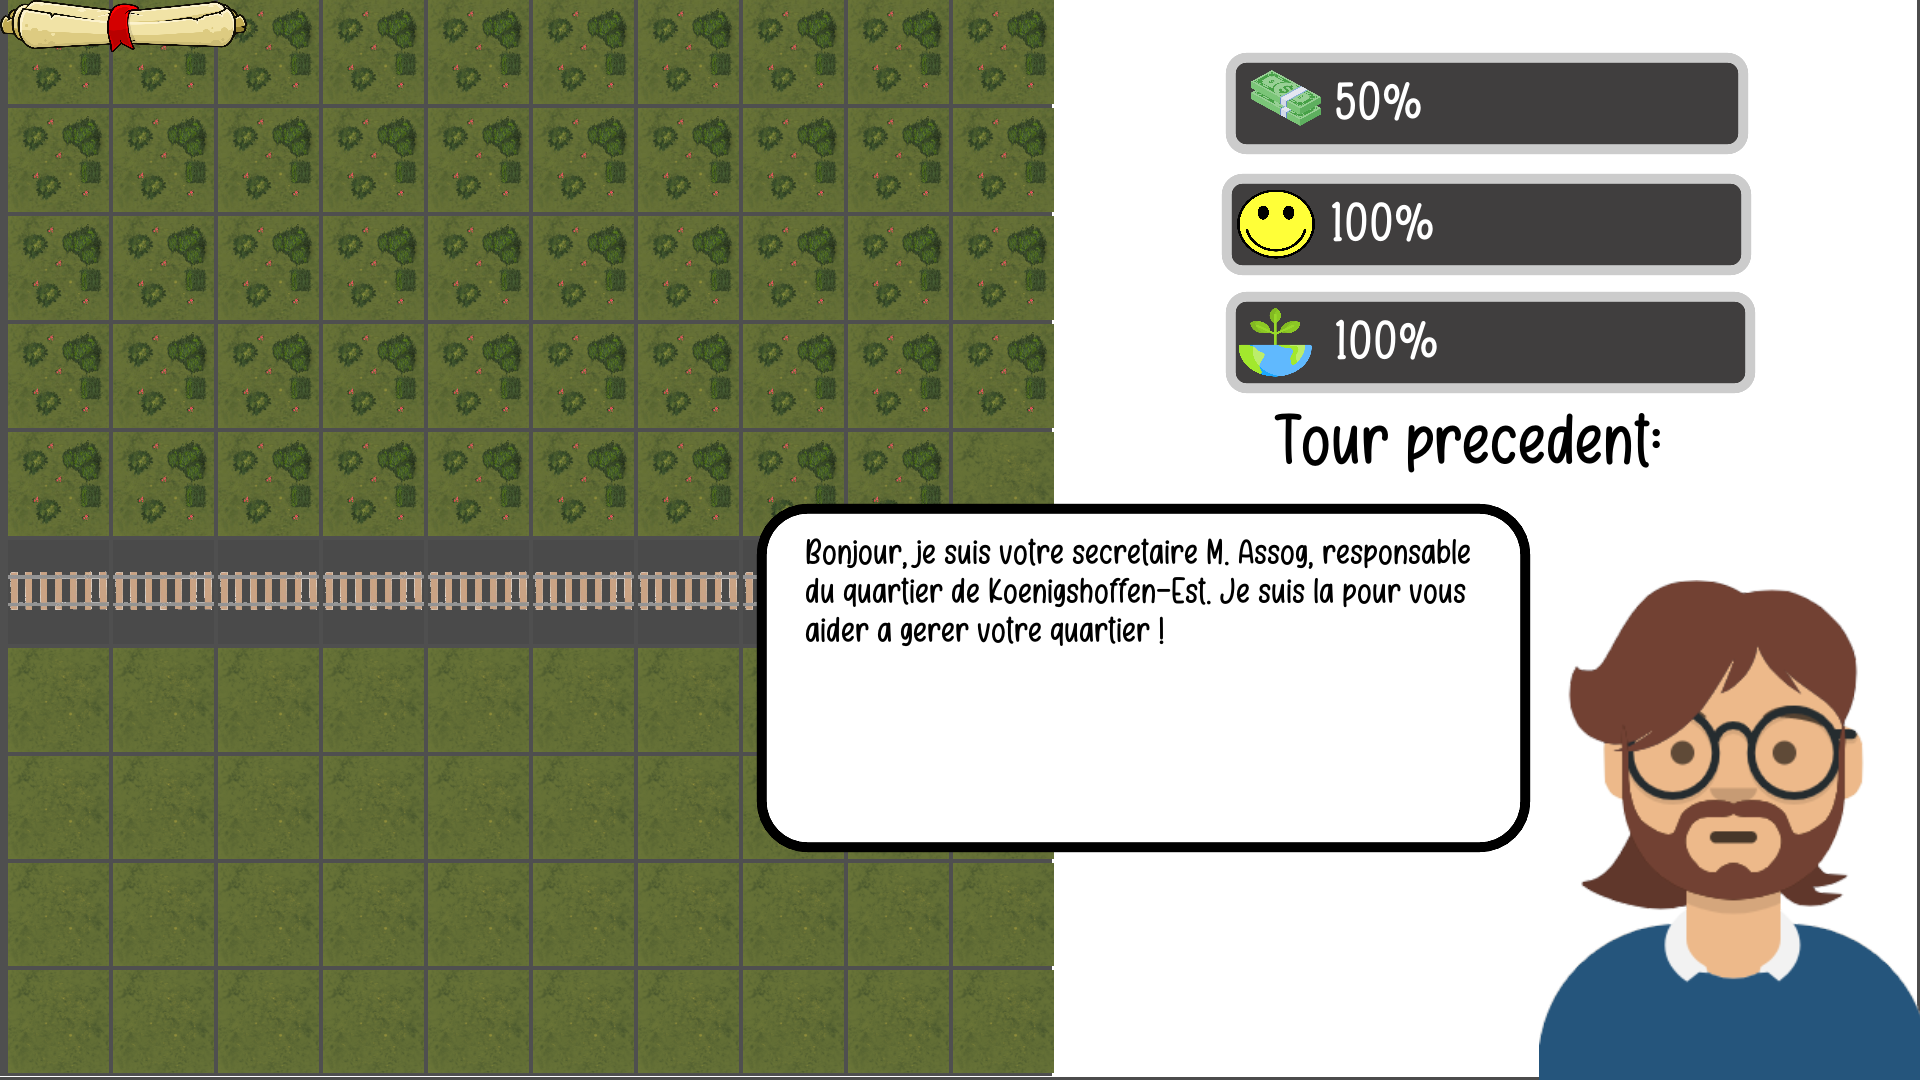 50%
100%
100%
Tour precedent:
Bonjour, je suis votre secretaire M. Assog, responsable
du quartier de Koenigshoffen-Est. Je suis la pour vous
aider a gerer votre quartier !